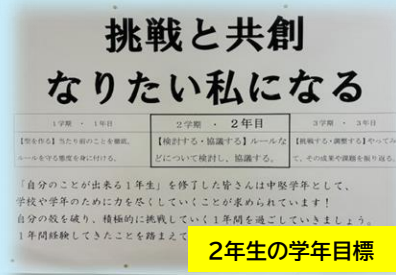 挑戦と共創
なりたい私になる
1学期 ・ 1年目
【型を作る】当たり前のことを徹底。
ルールを守る態度を身に付ける。
2学期 ・ 2年目
【検討する・協議する】ルールな
どについて検討し、協議する。
3学期 ・ 3年目
【挑戦する・調整する】やってみ
て、その成果や課題を振り返る。
「自分のことが出来る1年生」を修了した皆さんは中堅学年として、
学校や学年のために力を尽くしていくことが求められています!
自分の殻を破り、積極的に挑戦していく1年間を過ごしていきましょう。
1年間経験してきたことを踏まえて
2年生の学年目標